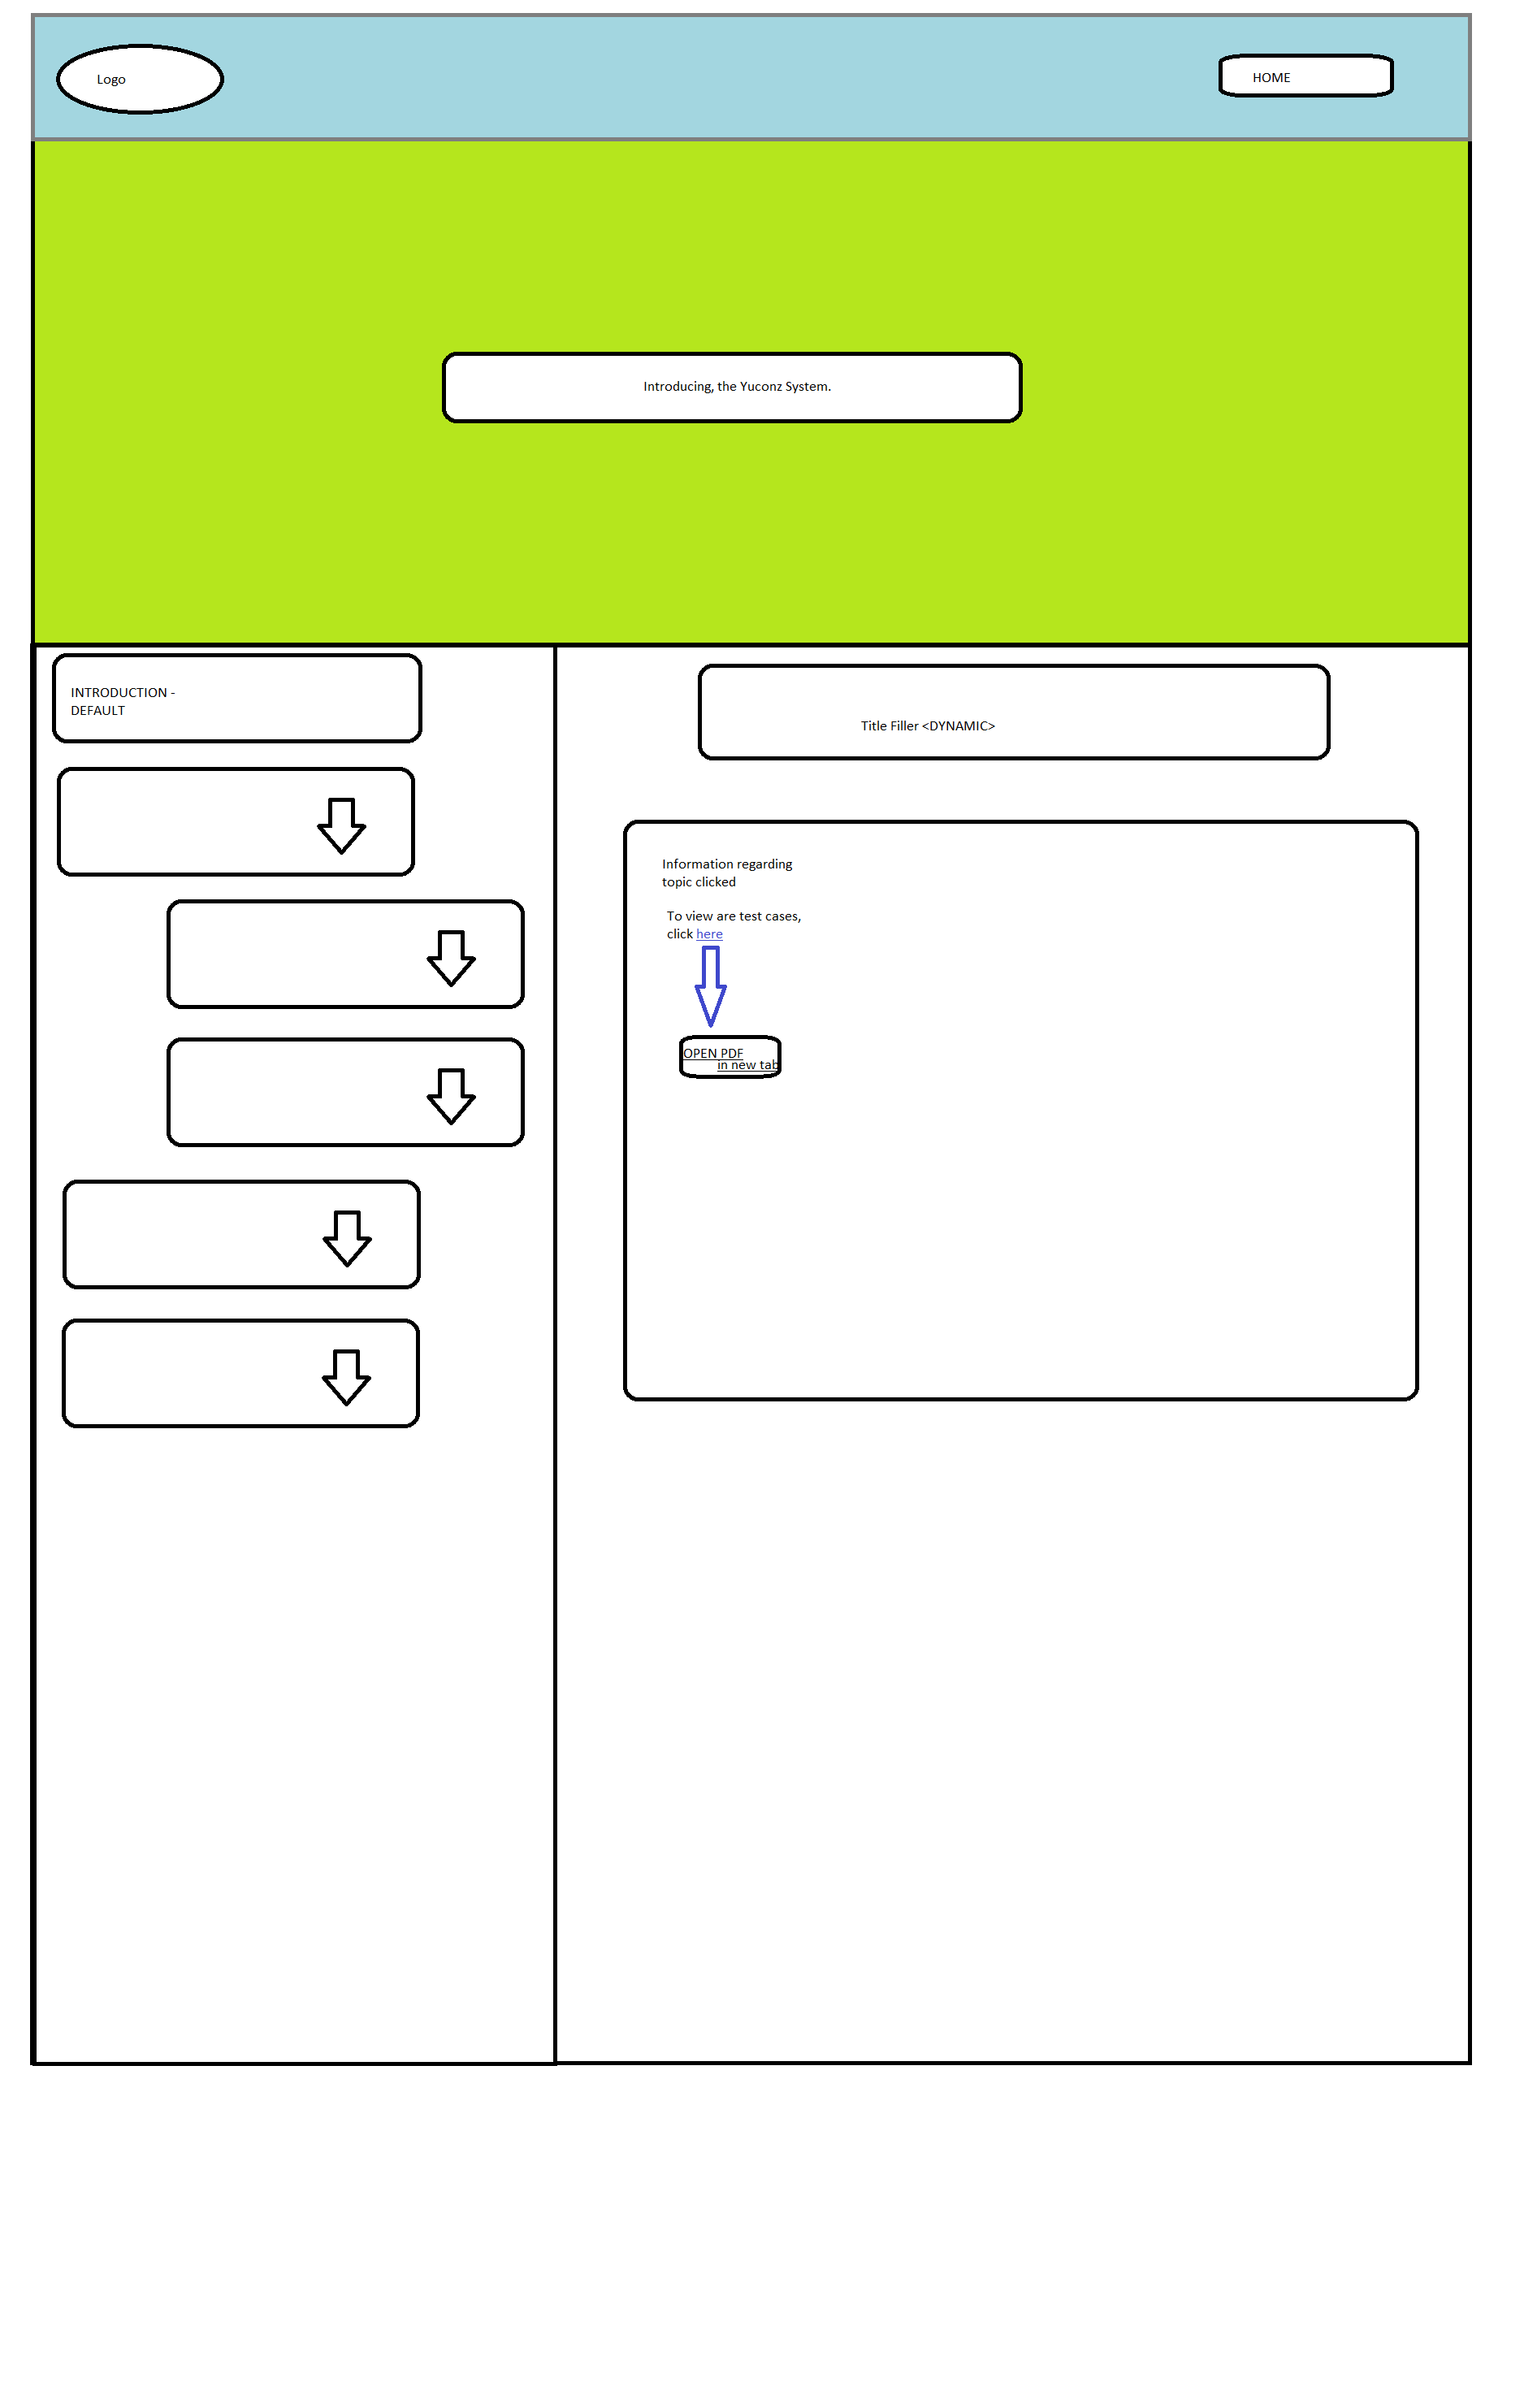 Logo
HOME
Introducing, the Yuconz System.
INTRODUCTION -
DEFAULT
Title Filler <DYNAMIC>
Information regarding
topic clicked
To view are test cases,
click here
OPEN PDF
in new tab